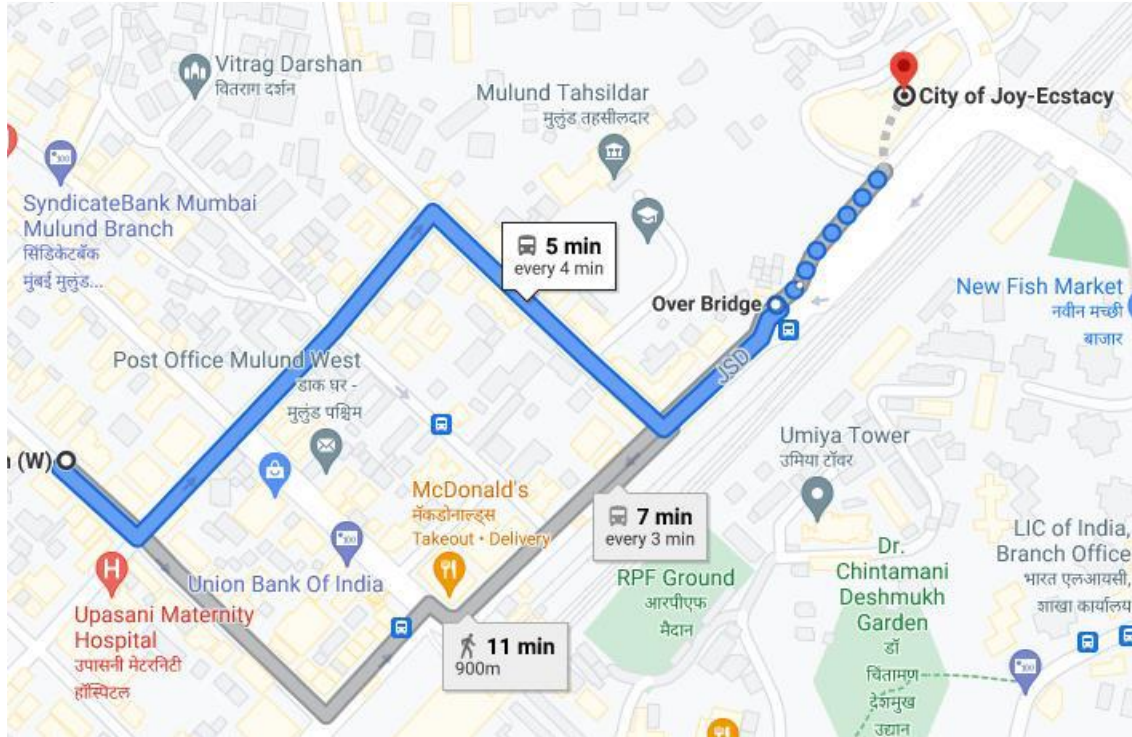 Vitrag Darshan
वितराग दर्शन
Mulund Tahsildar
मुलुंड तहसीलदार
City of Joy-Ecstacy
SyndicateBank Mumbai
Mulund Branch
सिंडिकेटबँक
मुंबई मुलुंड...
5 min
every 4 min
Over Bridge
New Fish Market
नवीन मच्छी
बाजार
Post Office Mulund West
डाक घर -
मुलुंड पश्चिम
JSD
n (W)
Umiya Tower
उमिया टॉवर
McDonald's
मॅकडोनाल्ड्स
Takeout • Delivery
7 min
every 3 min
LIC of India,
Branch Office
भारत एलआयसी,
शाखा कार्यालय
Union Bank Of India
RPF Ground
आरपीएफ
मैदान
Dr.
Chintamani
Deshmukh
Garden
डॉ
चिंतामण
देशमुख
उद्यान
Upasani Maternity
Hospital
उपासनी मेटरनिटी
हॉस्पिटल
11 min
900m